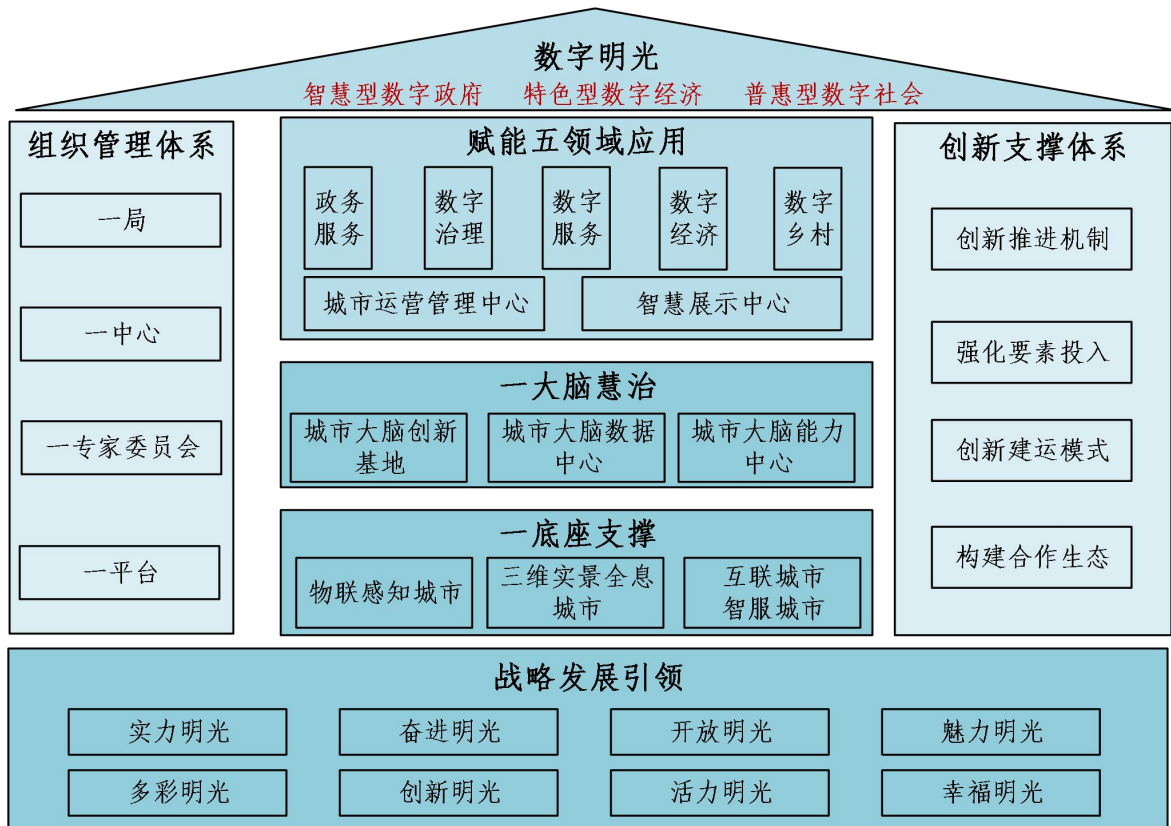 数字明光
智慧型数字政府 特色型数字经济 普惠型数字社会
组织管理体系
一局
一中心
一专家委员会
一平台
赋能五领域应用
政务
服务
数字
治理
数字
服务
数字
经济
数字
乡村
城市运营管理中心
智慧展示中心
一大脑慧治
城市大脑创新
基地
城市大脑数据
中心
城市大脑能力
中心
一底座支撑
物联感知城市
三维实景全息
城市
互联城市
智服城市
创新支撑体系
创新推进机制
强化要素投入
创新建运模式
构建合作生态
战略发展引领
实力明光
奋进明光
开放明光
魅力明光
多彩明光
创新明光
活力明光
幸福明光